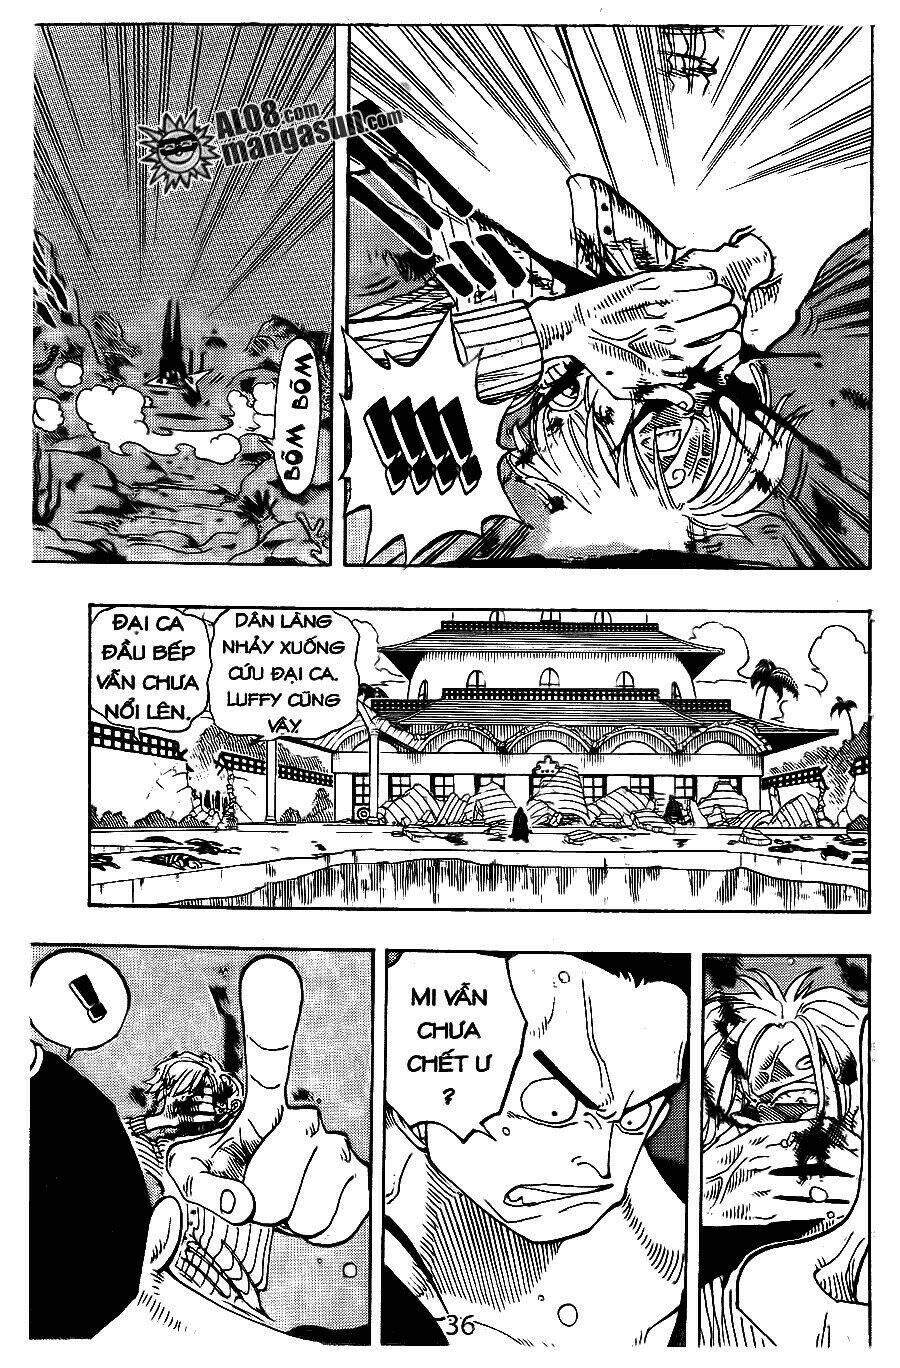 ALO8.com
mangasun.com
BÕM BÕM
!!!!
ĐẠI CA
ĐẦU BẾP
VẪN CHƯA
NỔI LÊN.
DÂN LÀNG
NHẢY XUỐNG
CỨU ĐẠI CA.
LUFFY CŨNG
VẬY.
!
MI VẪN
CHƯA
CHẾT Ư
?
36